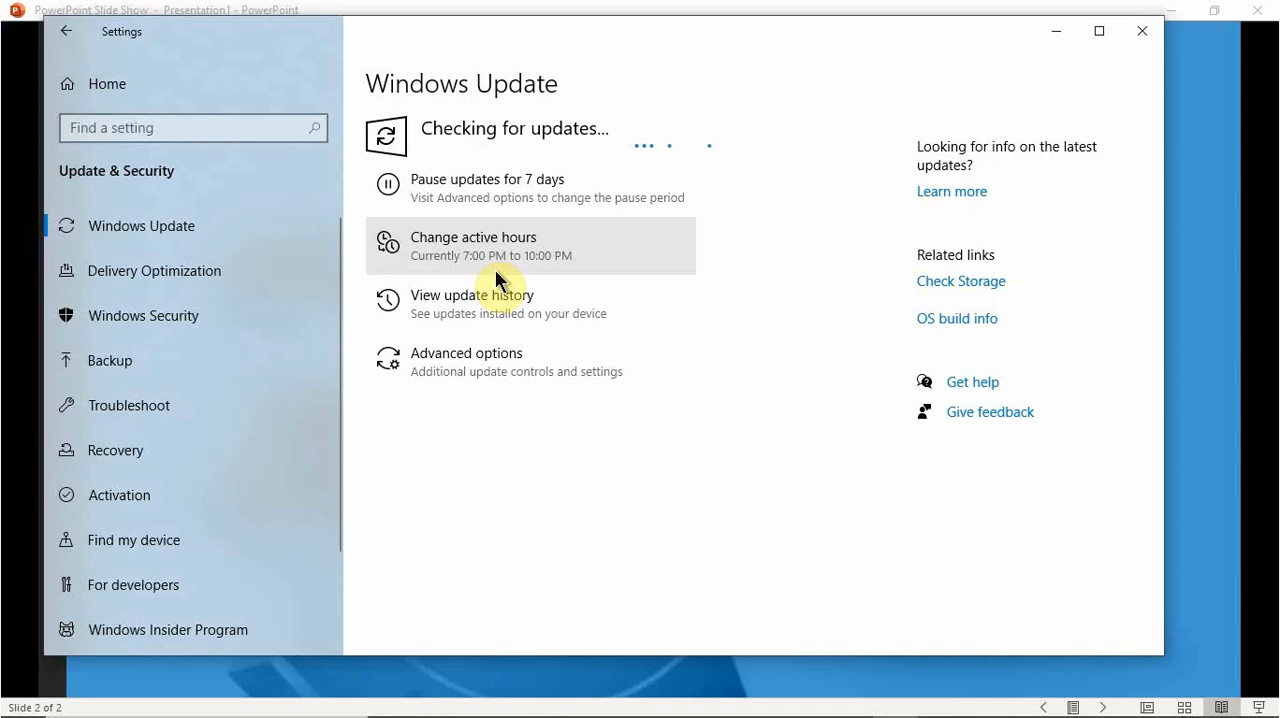 PowerPoint Slide Show - Presentation1 - PowerPoint
Settings
Home
Find a setting
Update & Security
Windows Update
Delivery Optimization
Windows Security
Backup
Troubleshoot
Recovery
Activation
Find my device
For developers
Windows Insider Program
Windows Update
Checking for updates...
Pause updates for 7 days
Visit Advanced options to change the pause period
Change active hours
Currently 7:00 PM to 10:00 PM
View update history
See updates installed on your device
Advanced options
Additional update controls and settings
Looking for info on the latest
updates?
Learn more
Related links
Check Storage
OS build info
Get help
Give feedback
Slide 2 of 2